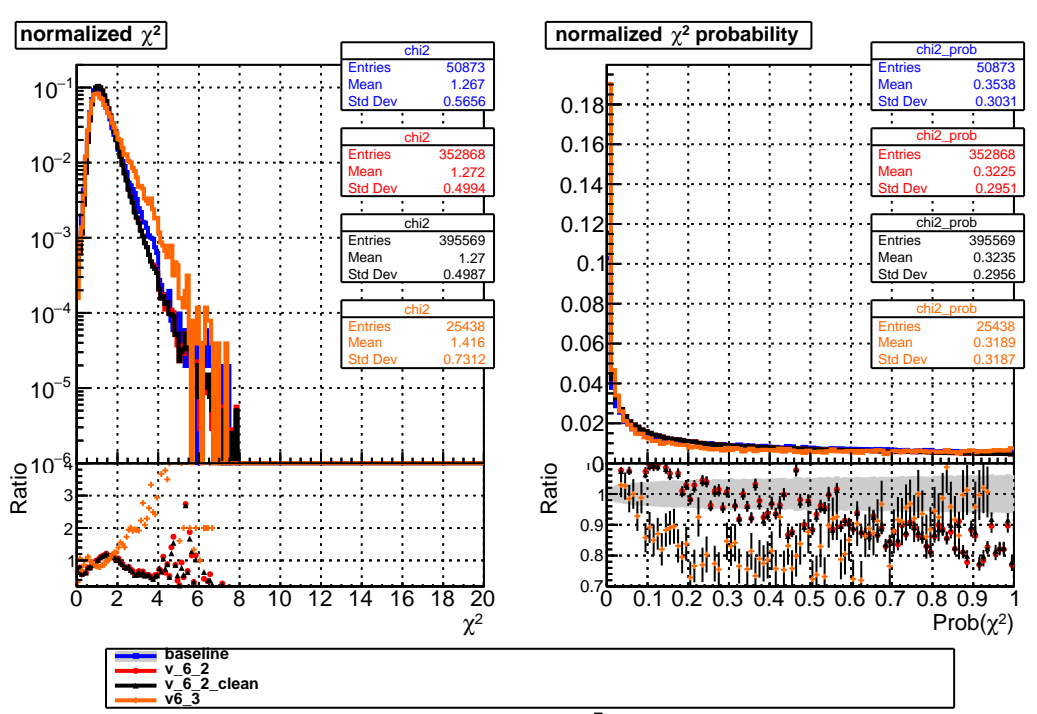 normalized χ²
chi2
Entries 50873
Mean 1.267
Std Dev 0.5656
chi2
Entries 352868
Mean 1.272
Std Dev 0.4994
chi2
Entries 395569
Mean 1.27
Std Dev 0.4987
chi2
Entries 25438
Mean 1.416
Std Dev 0.7312
10⁻¹
10⁻²
10⁻³
10⁻⁴
10⁻⁵
10⁻⁶
Ratio
4
3
2
1
0 2 4 6 8 10 12 14 16 18 20
χ²
normalized χ² probability
chi2_prob
Entries 50873
Mean 0.3538
Std Dev 0.3031
chi2_prob
Entries 352868
Mean 0.3225
Std Dev 0.2951
chi2_prob
Entries 395569
Mean 0.3235
Std Dev 0.2956
chi2_prob
Entries 25438
Mean 0.3189
Std Dev 0.3187
0.18
0.16
0.14
0.12
0.1
0.08
0.06
0.04
0.02
0
Ratio
1
0.9
0.8
0.7
0 0.1 0.2 0.3 0.4 0.5 0.6 0.7 0.8 0.9 1
Prob(χ²)
baseline
v_6_2
v_6_2_clean
v6_3